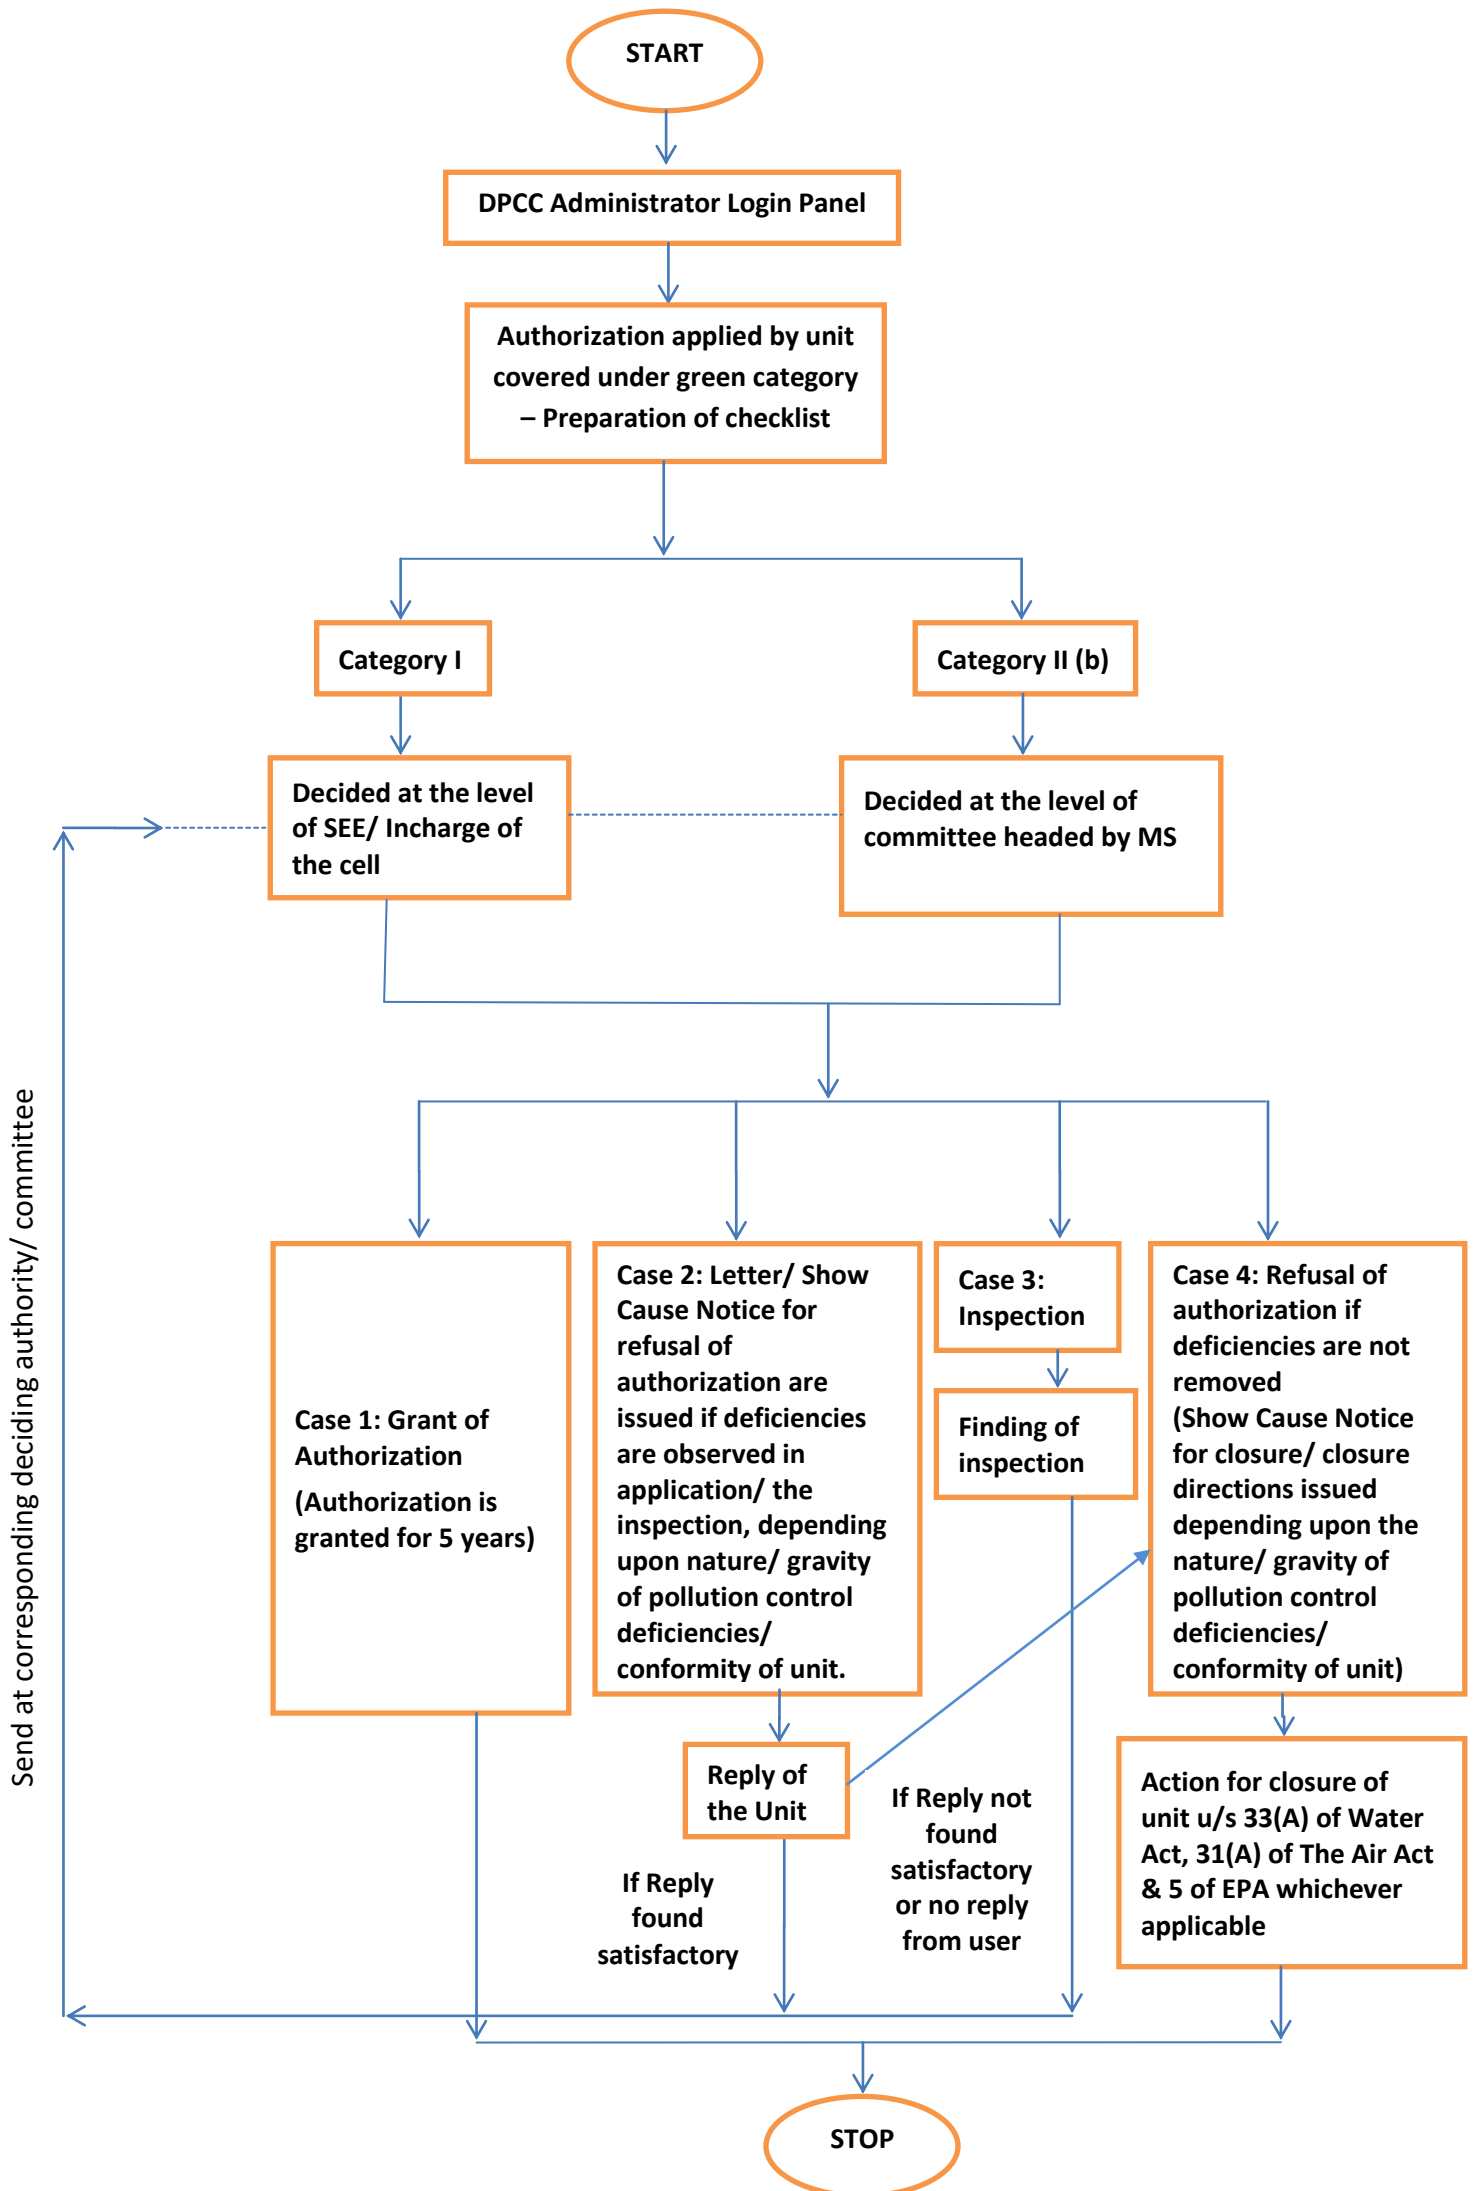 START
DPCC Administrator Login Panel
Authorization applied by unit
covered under green category
– Preparation of checklist
Category I
Category II (b)
Decided at the level
of SEE/ Incharge of
the cell
Decided at the level of
committee headed by MS
Send at corresponding deciding authority/ committee
Case 1: Grant of
Authorization
(Authorization is
granted for 5 years)
Case 2: Letter/ Show
Cause Notice for
refusal of
authorization are
issued if deficiencies
are observed in
application/ the
inspection, depending
upon nature/ gravity
of pollution control
deficiencies/
conformity of unit.
Case 3:
Inspection
Finding of
inspection
Case 4: Refusal of
authorization if
deficiencies are not
removed
(Show Cause Notice
for closure/ closure
directions issued
depending upon the
nature/ gravity of
pollution control
deficiencies/
conformity of unit)
Reply of
the Unit
If Reply
found
satisfactory
If Reply not
found
satisfactory
or no reply
from user
Action for closure of
unit u/s 33(A) of Water
Act, 31(A) of The Air Act
& 5 of EPA whichever
applicable
STOP